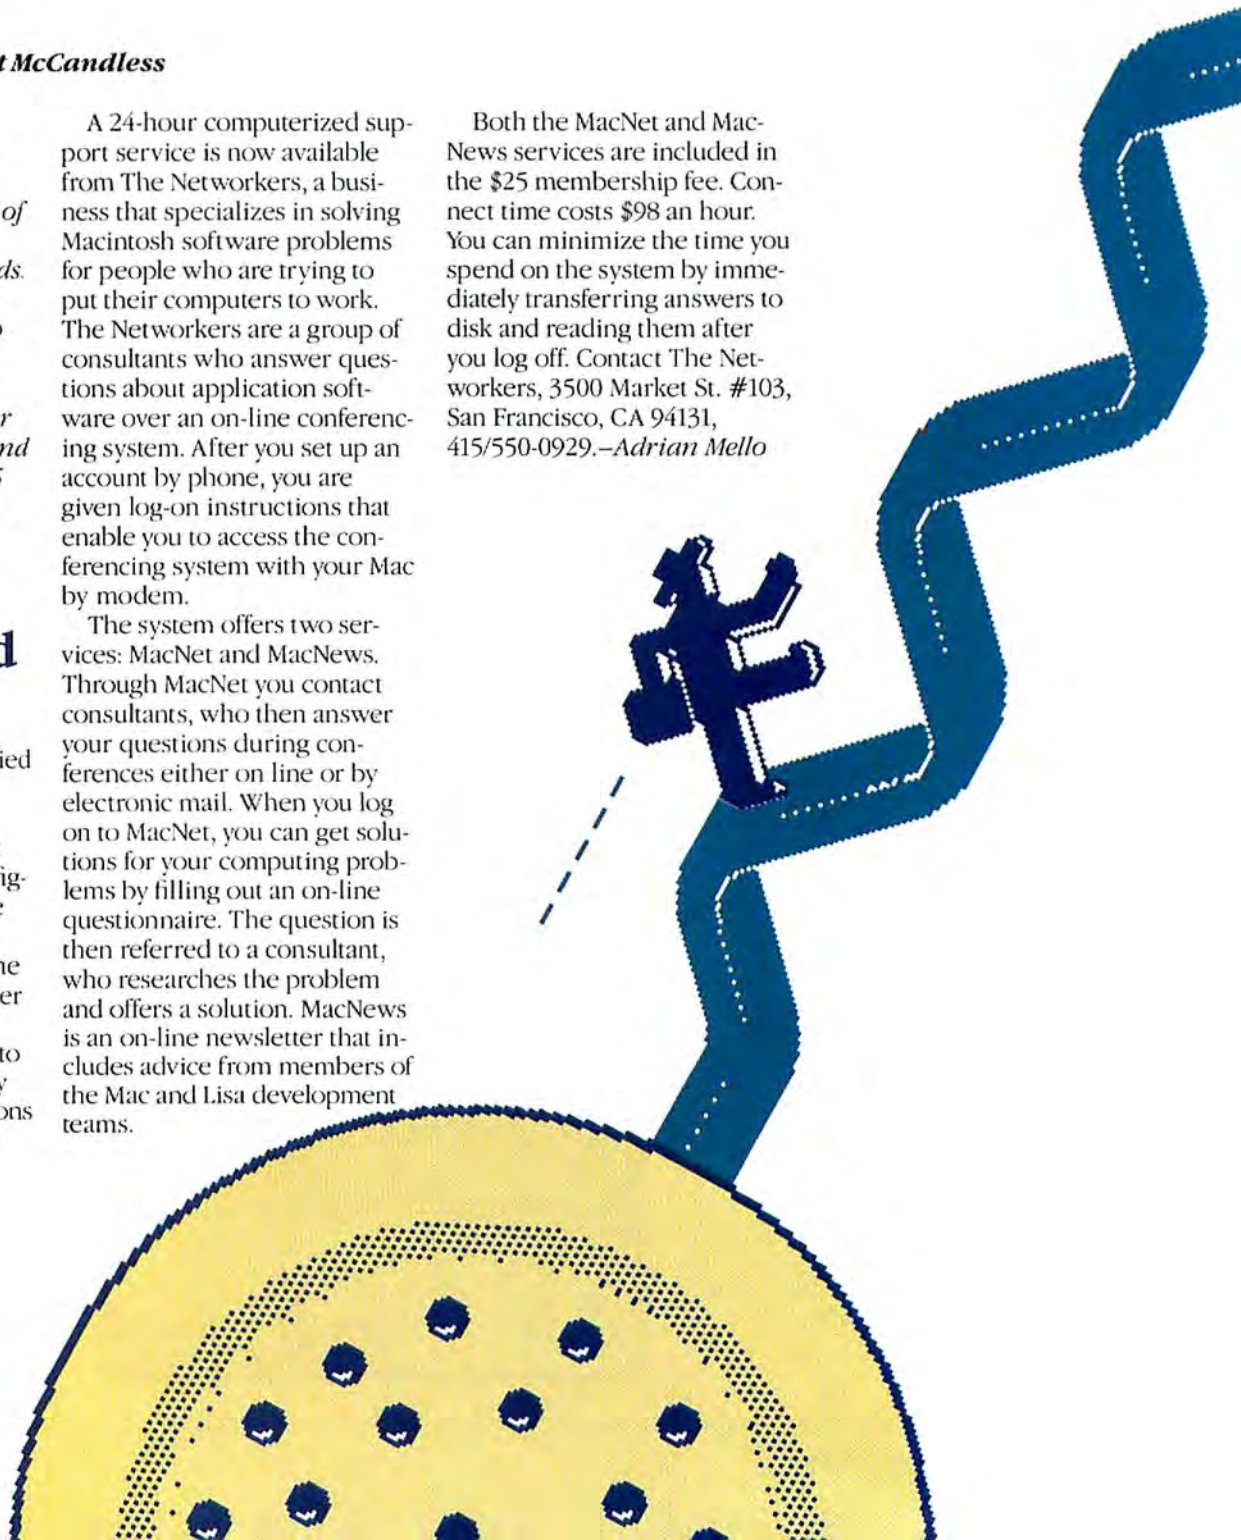 t McCandless
of
ds.
r
nd
d
ied
ig-
ne
er
to
y
ons
A 24-hour computerized sup-
port service is now available
from The Networkers, a busi-
ness that specializes in solving
Macintosh software problems
for people who are trying to
put their computers to work.
The Networkers are a group of
consultants who answer ques-
tions about application soft-
ware over an on-line conferenc-
ing system. After you set up an
account by phone, you are
given log-on instructions that
enable you to access the con-
ferencing system with your Mac
by modem.
The system offers two ser-
vices: MacNet and MacNews.
Through MacNet you contact
consultants, who then answer
your questions during con-
ferences either on line or by
electronic mail. When you log
on to MacNet, you can get solu-
tions for your computing prob-
lems by filling out an on-line
questionnaire. The question is
then referred to a consultant,
who researches the problem
and offers a solution. MacNews
is an on-line newsletter that in-
cludes advice from members of
the Mac and Lisa development
teams.
Both the MacNet and Mac-
News services are included in
the $25 membership fee. Con-
nect time costs $98 an hour.
You can minimize the time you
spend on the system by imme-
diately transferring answers to
disk and reading them after
you log off. Contact The Net-
workers, 3500 Market St. #103,
San Francisco, CA 94131,
415/550-0929.–Adrian Mello